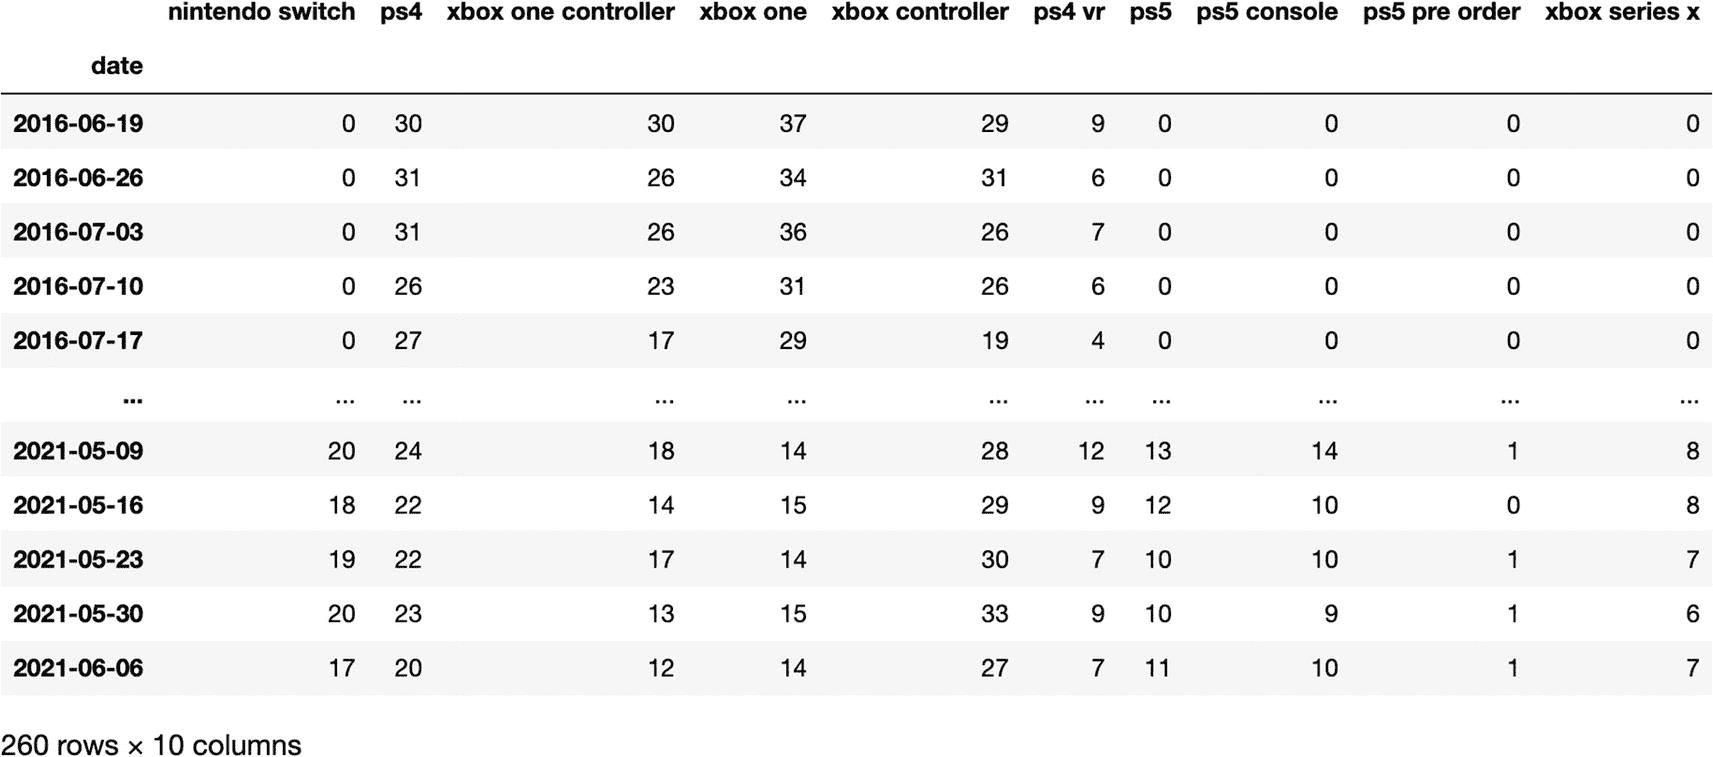 nintendo switch ps4 xbox one controller xbox one xbox controller ps4 vr ps5 ps5 console ps5 pre order xbox series x
date
2016-06-19 0 30 30 37 29 9 0 0 0 0
2016-06-26 0 31 26 34 31 6 0 0 0 0
2016-07-03 0 31 26 36 26 7 0 0 0 0
2016-07-10 0 26 23 31 26 6 0 0 0 0
2016-07-17 0 27 17 29 19 4 0 0 0 0
... ... ... ... ... ... ... ... ... ... ...
2021-05-09 20 24 18 14 28 12 13 14 1 8
2021-05-16 18 22 14 15 29 9 12 10 0 8
2021-05-23 19 22 17 14 30 7 10 10 1 7
2021-05-30 20 23 13 15 33 9 10 9 1 6
2021-06-06 17 20 12 14 27 7 11 10 1 7
260 rows × 10 columns